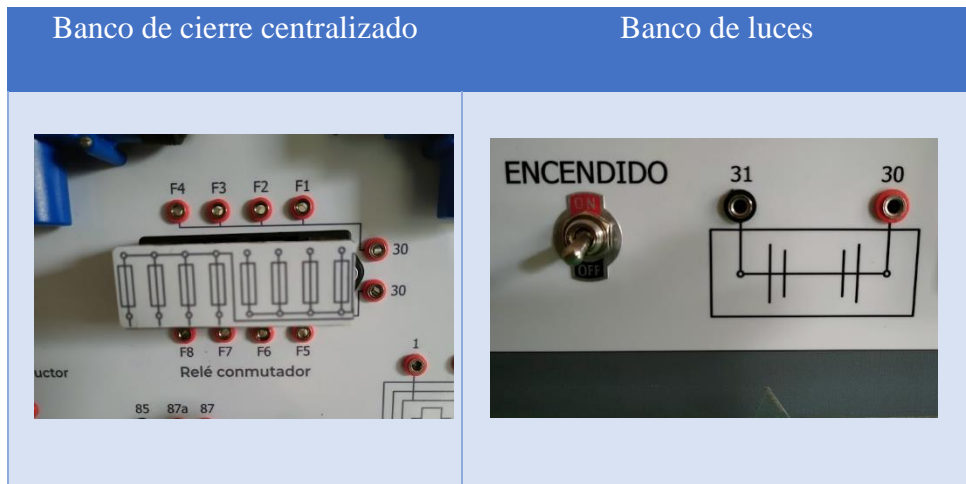 Banco de cierre centralizado
Banco de luces
F4 F3 F2 F1
30
30
F8 F7 F6 F5
Relé conmutador
uctor
1
85 87a 87
ENCENDIDO
ON
OFF
31
30